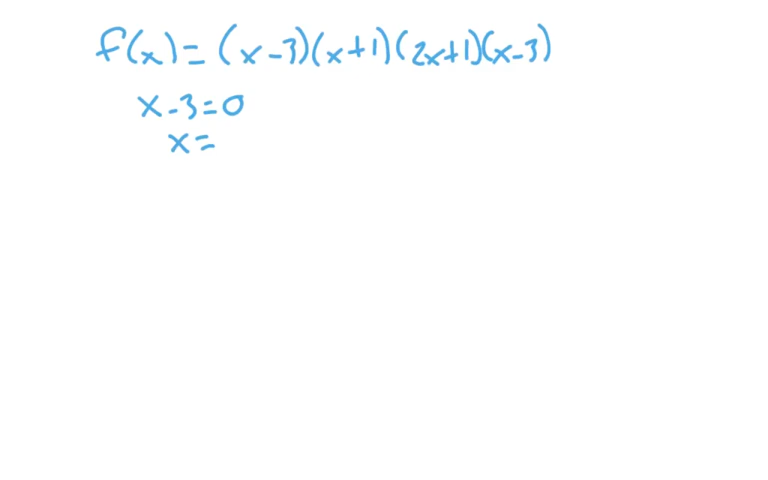 f(x) = (x-3)(x+1)(2x+1)(x-3)
x-3=0
x=